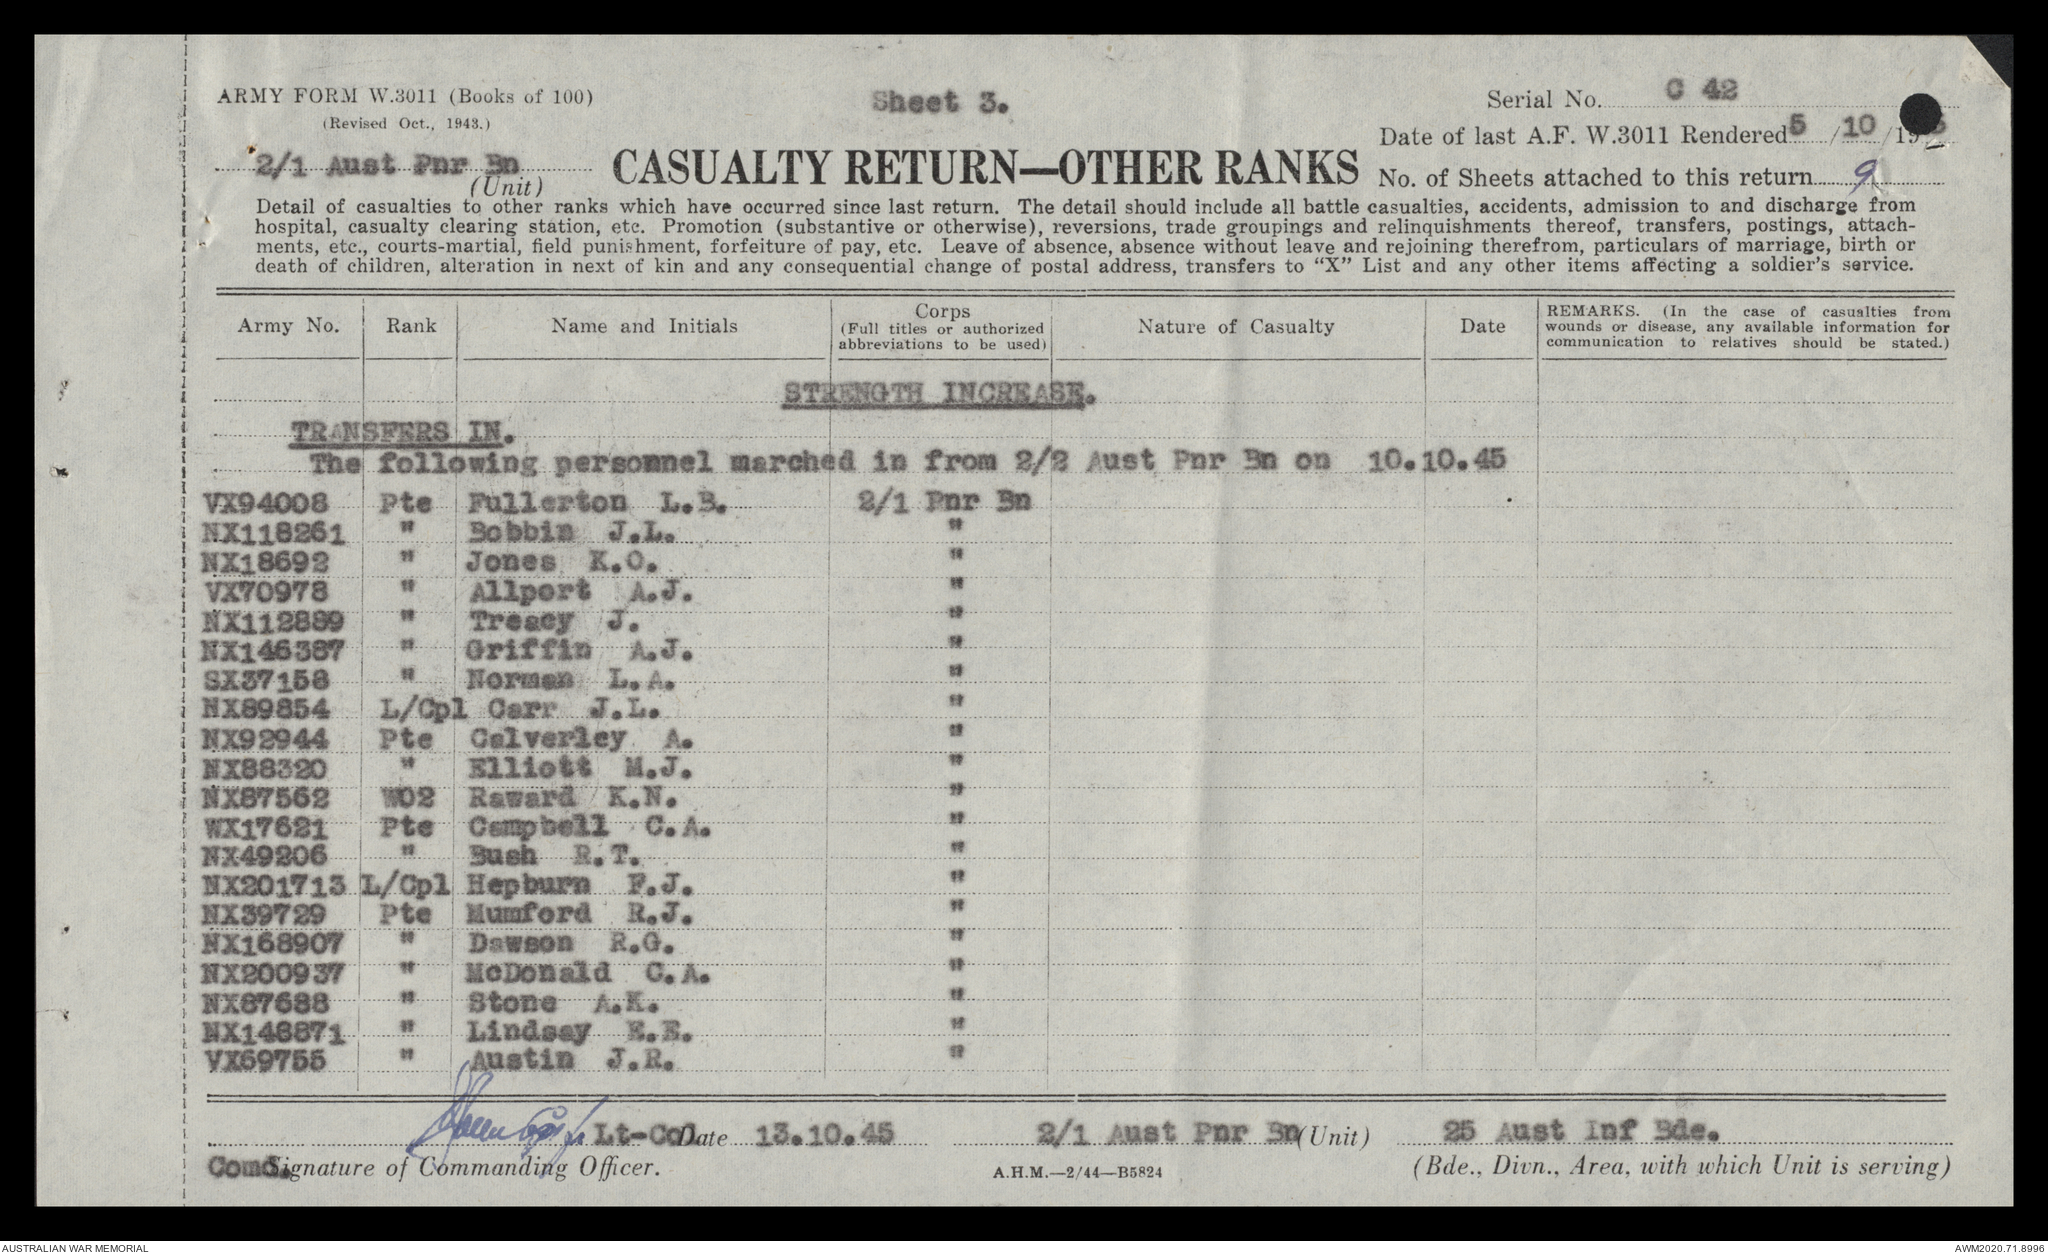 ARMY FORM W.3011 (Books of 100)
(Revised Oct., 1943.)
Sheet 3.
Serial No. C 42
Date of last A.F. W.3011 Rendered 5 /10 /19
2/1 Aust Pnr Bn
(Unit)
CASUALTY RETURN—OTHER RANKS
No. of Sheets attached to this return 9
Detail of casualties to other ranks which have occurred since last return. The detail should include all battle casualties, accidents, admission to and discharge from
hospital, casualty clearing station, etc. Promotion (substantive or otherwise), reversions, trade groupings and relinquishments thereof, transfers, postings, attach-
ments, etc., courts-martial, field punishment, forfeiture of pay, etc. Leave of absence, absence without leave and rejoining therefrom, particulars of marriage, birth or
death of children, alteration in next of kin and any consequential change of postal address, transfers to "X" List and any other items affecting a soldier's service.
Army No. Rank Name and Initials Corps (Full titles or authorized abbreviations to be used) Nature of Casualty Date REMARKS. (In the case of casualties from wounds or disease, any available information for communication to relatives should be stated.)
STRENGTH INCREASE.
TRANSFERS IN.
The following personnel marched in from 2/2 Aust Pnr Bn on 10.10.45
VX94008 Pte Fullerton L.B. 2/1 Pnr Bn
NX118261 " Bobbin J.L. "
NX18692 " Jones K.O. "
VX70978 " Allport A.J. "
NX112889 " Treacy J. "
NX146387 " Griffin A.J. "
SX37158 " Norman L.A. "
NX89854 L/Cpl Carr J.L. "
NX92944 Pte Calverley A. "
NX88320 " Elliott M.J. "
NX87562 WO2 Raward K.N. "
WX17621 Pte Campbell C.A. "
NX49206 " Bush R.T. "
NX201713 L/Cpl Hepburn F.J. "
NX39729 Pte Mumford R.J. "
NX168907 " Dawson R.G. "
NX200937 " McDonald C.A. "
NX87688 " Stone A.K. "
NX148871 " Lindsay E.E. "
VX69755 " Austin J.R. "
Lt-Col Date 13.10.45 2/1 Aust Pnr Bn (Unit) 25 Aust Inf Bde.
Comd. Signature of Commanding Officer. A.H.M.—2/44—B5824 (Bde., Divn., Area, with which Unit is serving)
AUSTRALIAN WAR MEMORIAL AWM2020.71.8996